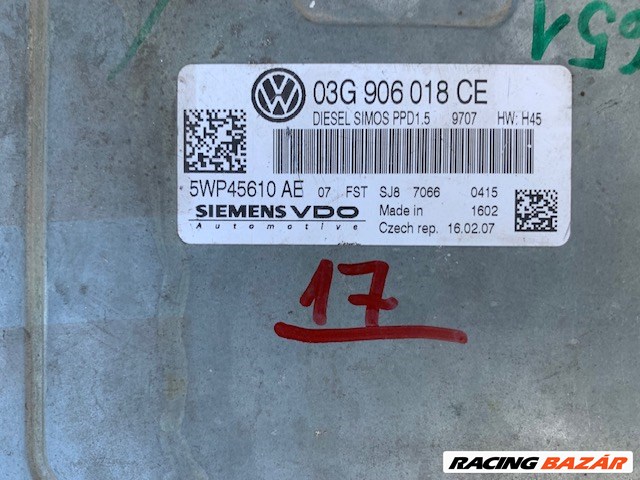 651
03G 906 018 CE
DIESEL SIMOS PPD1.5 9707 HW: H45
5WP45610 AE 07 FST SJ8 7066 0415
SIEMENS VDO Made in 1602
Automotive Czech rep. 16.02.07
17
RACING BAZÁR